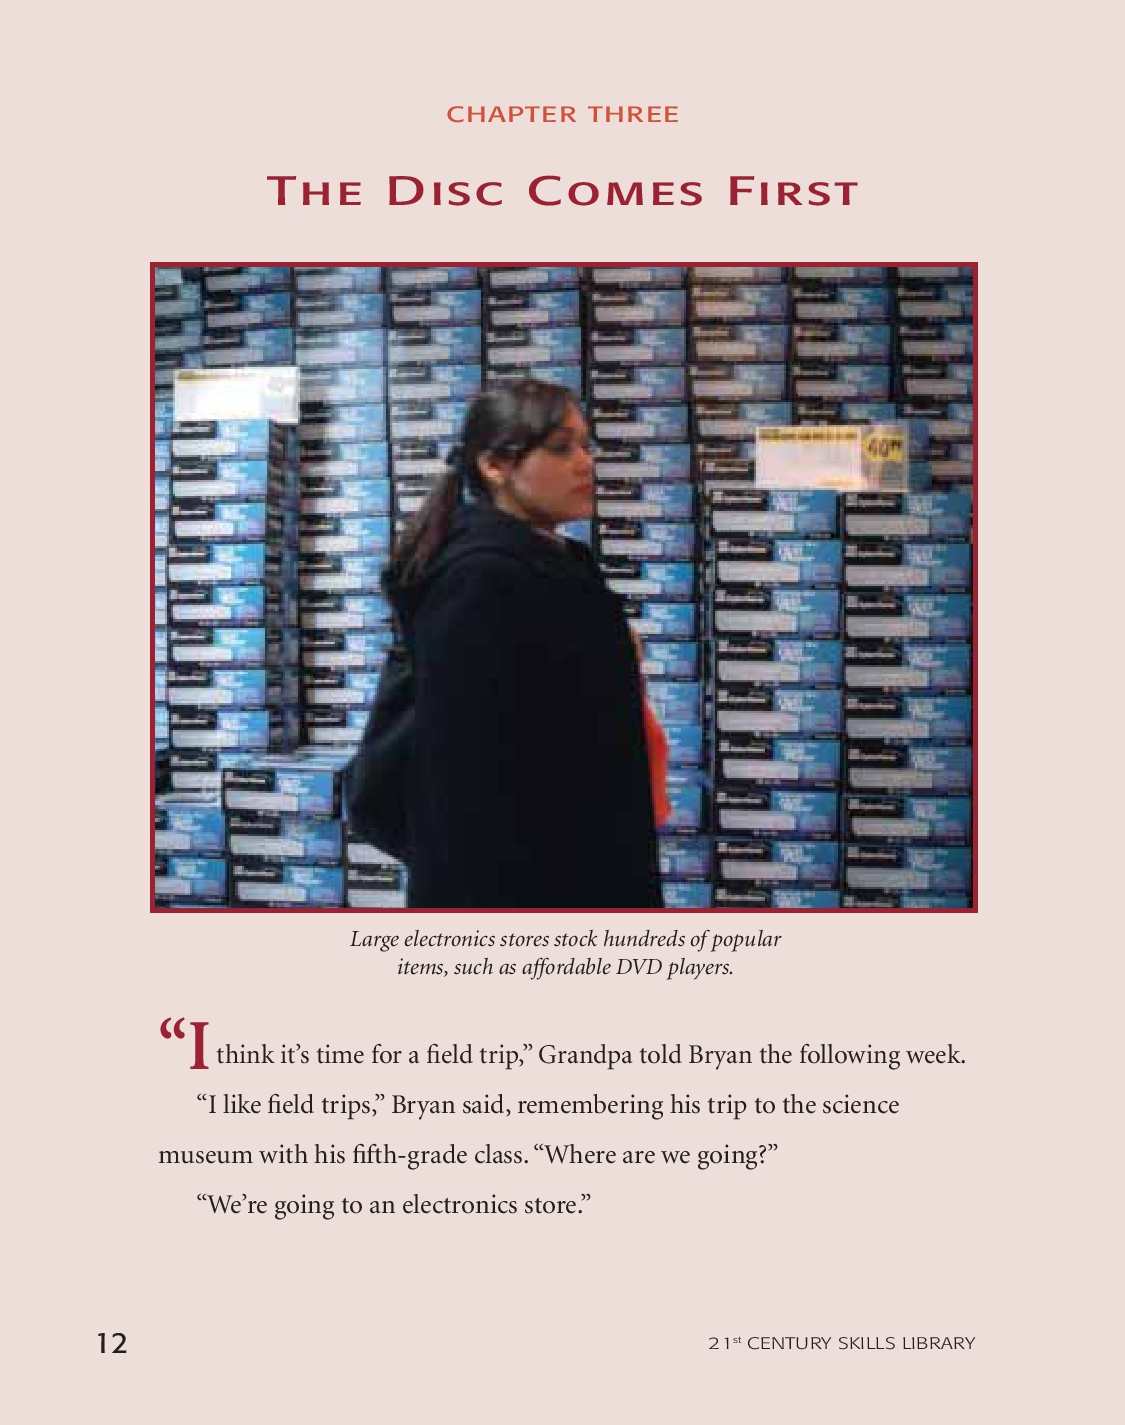 CHAPTER THREE
THE DISC COMES FIRST
Large electronics stores stock hundreds of popular
items, such as affordable DVD players.
“I think it’s time for a field trip,” Grandpa told Bryan the following week.
“I like field trips,” Bryan said, remembering his trip to the science
museum with his fifth-grade class. “Where are we going?”
“We’re going to an electronics store.”
12
21st CENTURY SKILLS LIBRARY